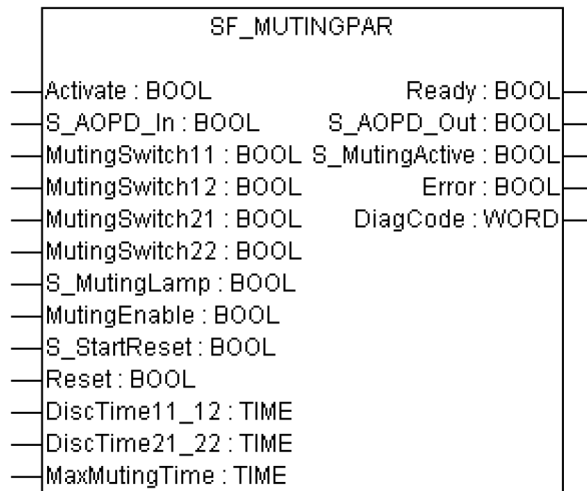 SF_MUTINGPAR
Activate : BOOL Ready : BOOL
S_AOPD_In : BOOL S_AOPD_Out : BOOL
MutingSwitch11 : BOOL S_MutingActive : BOOL
MutingSwitch12 : BOOL Error : BOOL
MutingSwitch21 : BOOL DiagCode : WORD
MutingSwitch22 : BOOL
S_MutingLamp : BOOL
MutingEnable : BOOL
S_StartReset : BOOL
Reset : BOOL
DiscTime11_12 : TIME
DiscTime21_22 : TIME
MaxMutingTime : TIME